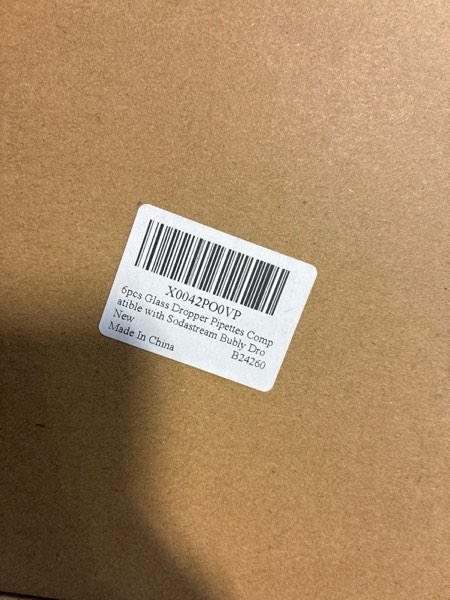 X0042PO0VP
6pcs Glass Dropper Pipettes Comp
atible with Sodastream Bubly Dro
New
B24260
Made In China